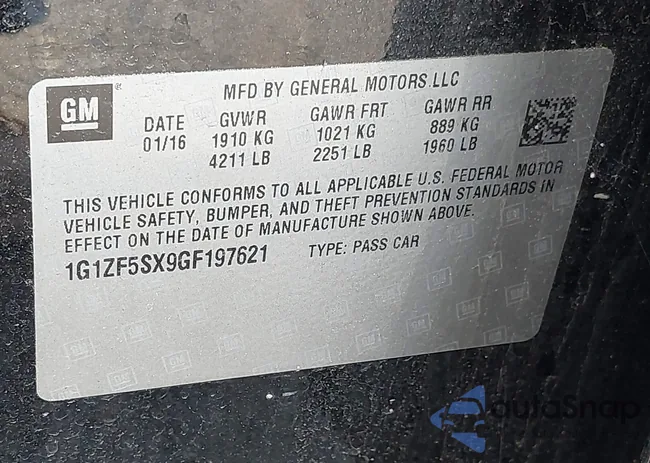 GM
MFD BY GENERAL MOTORS LLC
DATE GVWR GAWR FRT GAWR RR
01/16 1910 KG 1021 KG 889 KG
4211 LB 2251 LB 1960 LB
THIS VEHICLE CONFORMS TO ALL APPLICABLE U.S. FEDERAL MOTOR
VEHICLE SAFETY, BUMPER, AND THEFT PREVENTION STANDARDS IN
EFFECT ON THE DATE OF MANUFACTURE SHOWN ABOVE.
1G1ZF5SX9GF197621 TYPE: PASS CAR
autoSnap